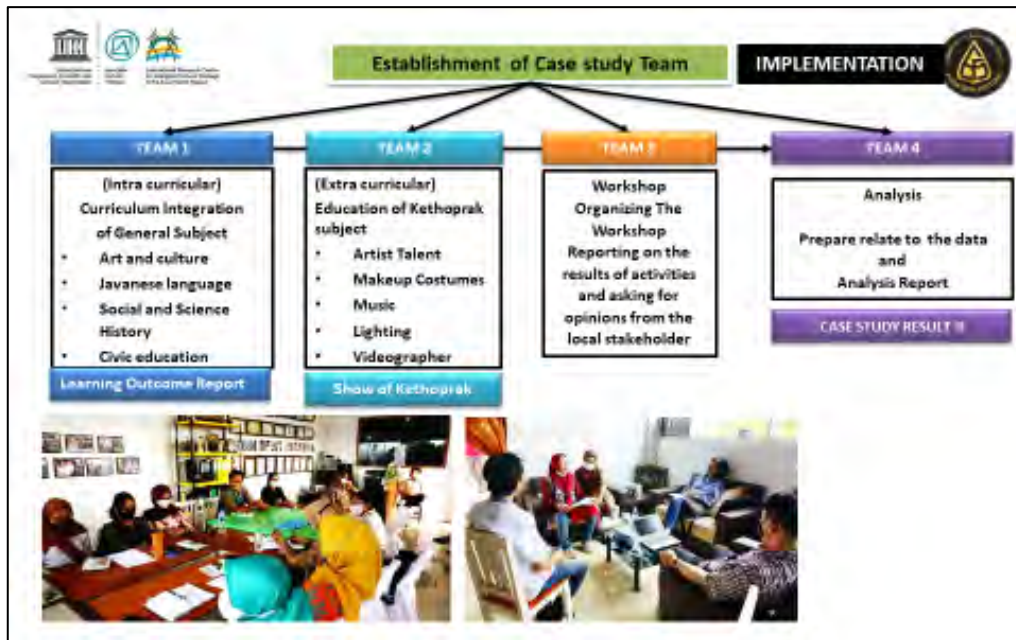 Establishment of Case study Team
IMPLEMENTATION
TEAM 1
(Intra curricular)
Curriculum Integration
of General Subject
• Art and culture
• Javanese language
• Social and Science
History
• Civic education
Learning Outcome Report
TEAM 2
(Extra curricular)
Education of Kethoprak
subject
• Artist Talent
• Makeup Costumes
• Music
• Lighting
• Videographer
Show of Kethoprak
TEAM 3
Workshop
Organizing The
Workshop
Reporting on the
results of activities
and asking for
opinions from the
local stakeholder
TEAM 4
Analysis
Prepare relate to the data
and
Analysis Report
CASE STUDY RESULT II